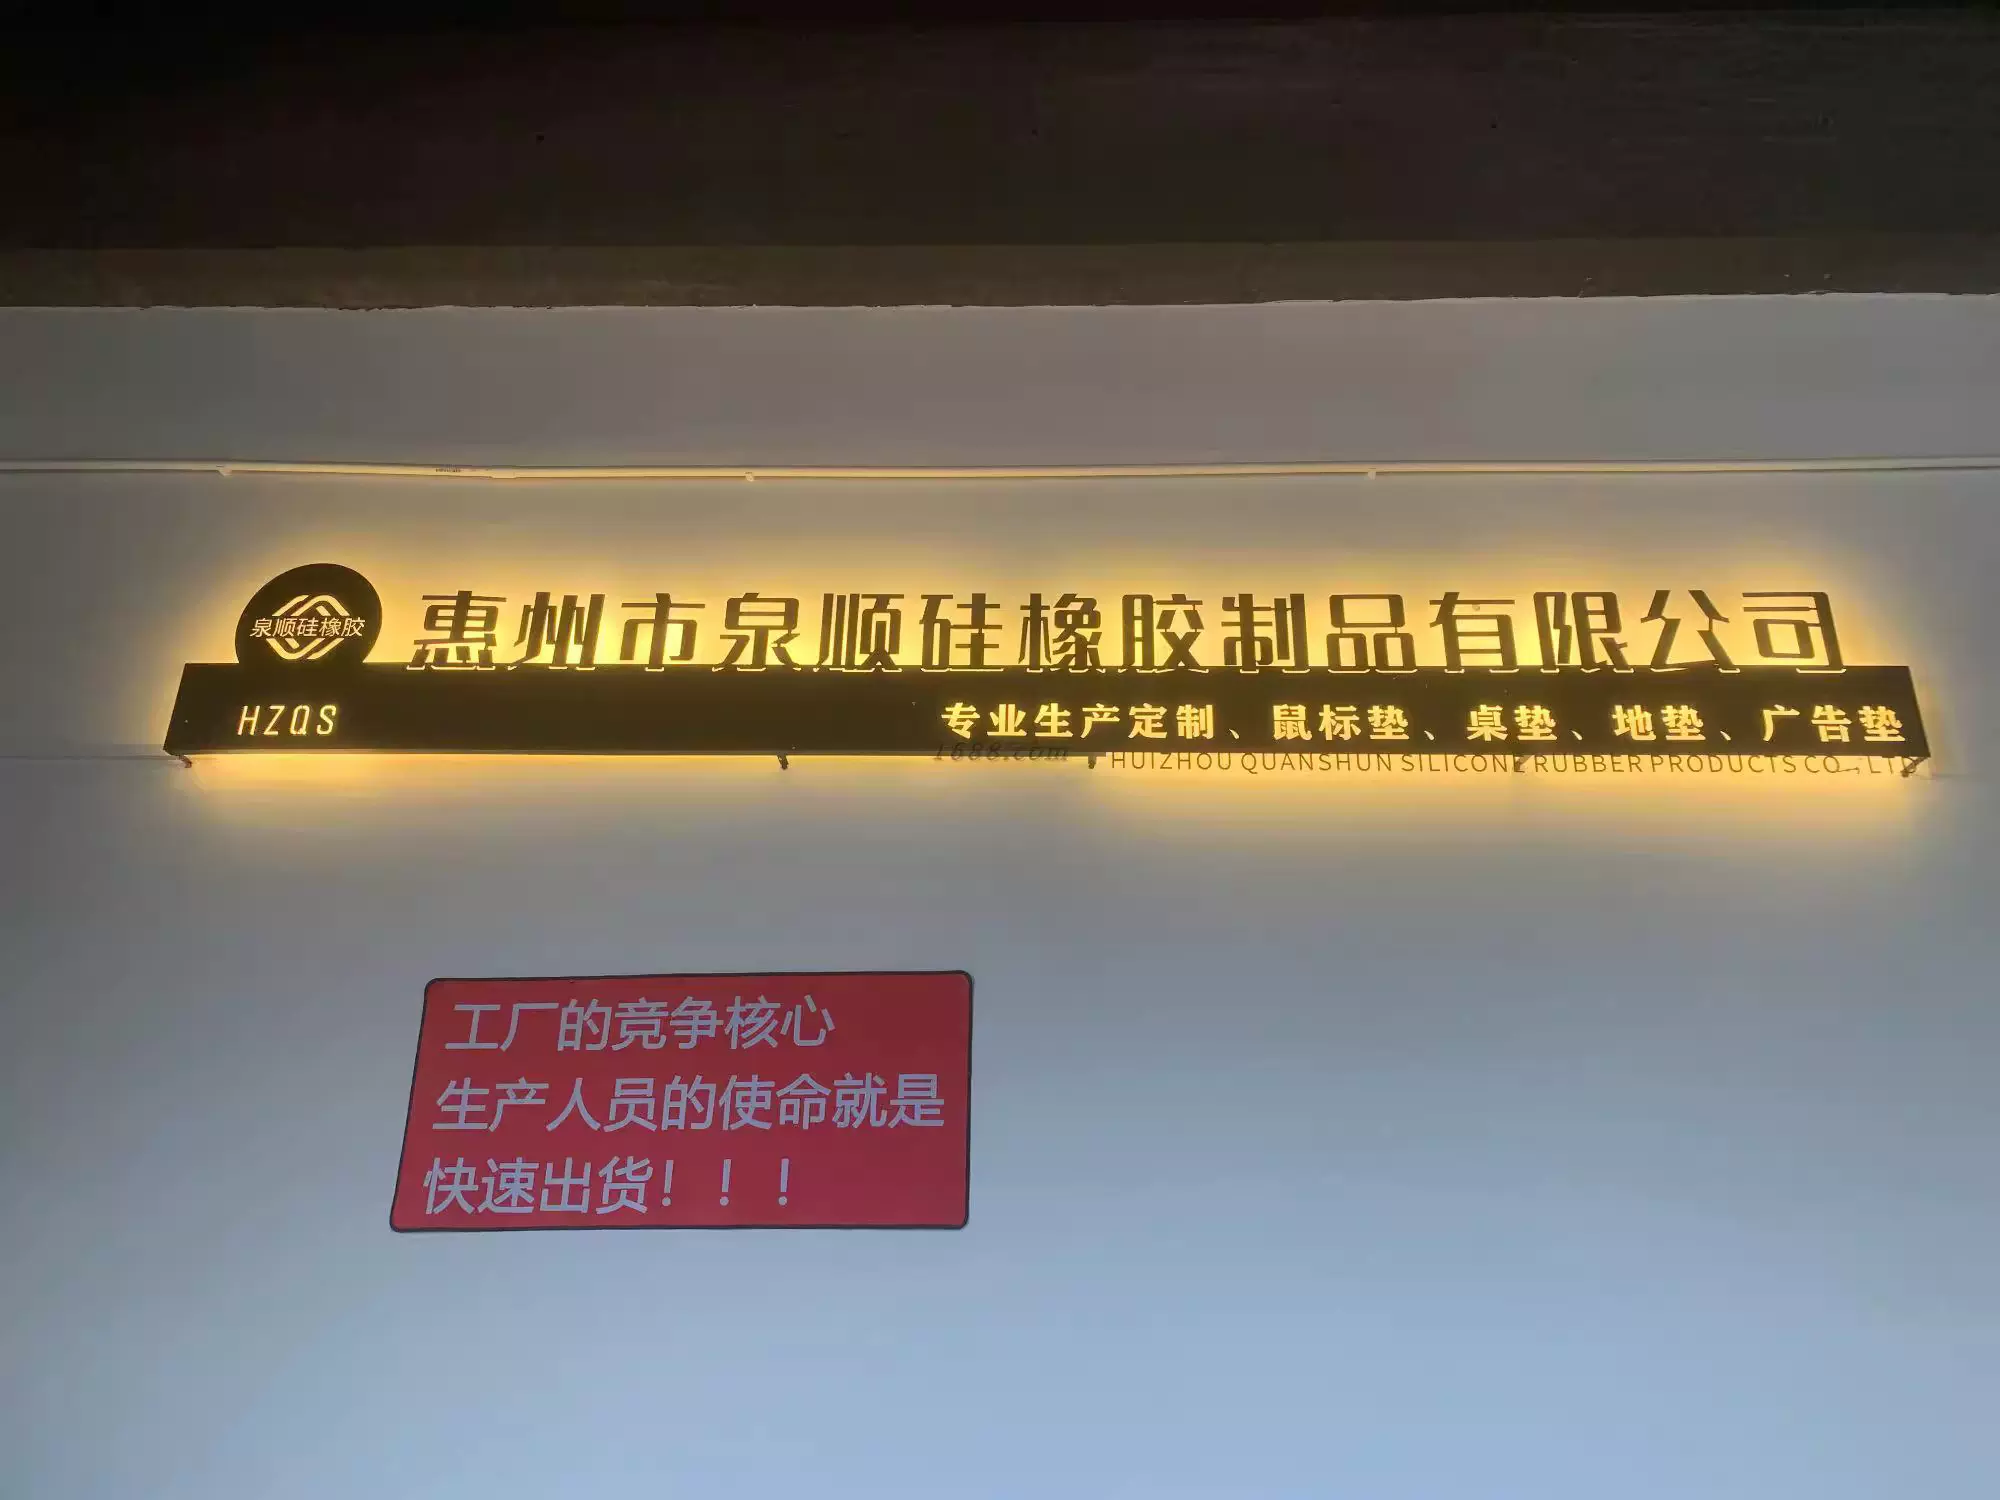 泉顺硅橡胶
惠州市泉顺硅橡胶制品有限公司
HZQS
专业生产定制、鼠标垫、桌垫、地垫、广告垫
1688.com
HUIZHOU QUANSHUN SILICONE RUBBER PRODUCTS CO.,LTD
工厂的竞争核心
生产人员的使命就是
快速出货！！！